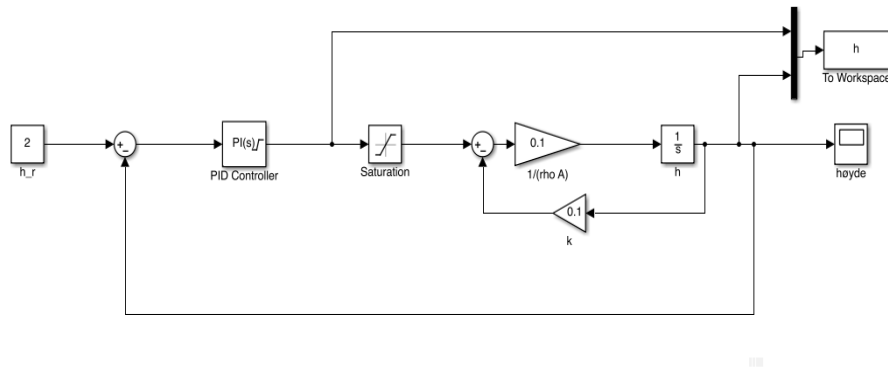 h
To Workspace
2
h_r
PI(s)
PID Controller
Saturation
+
−
+
−
0.1
1/(rho A)
1
s
h
høyde
0.1
k